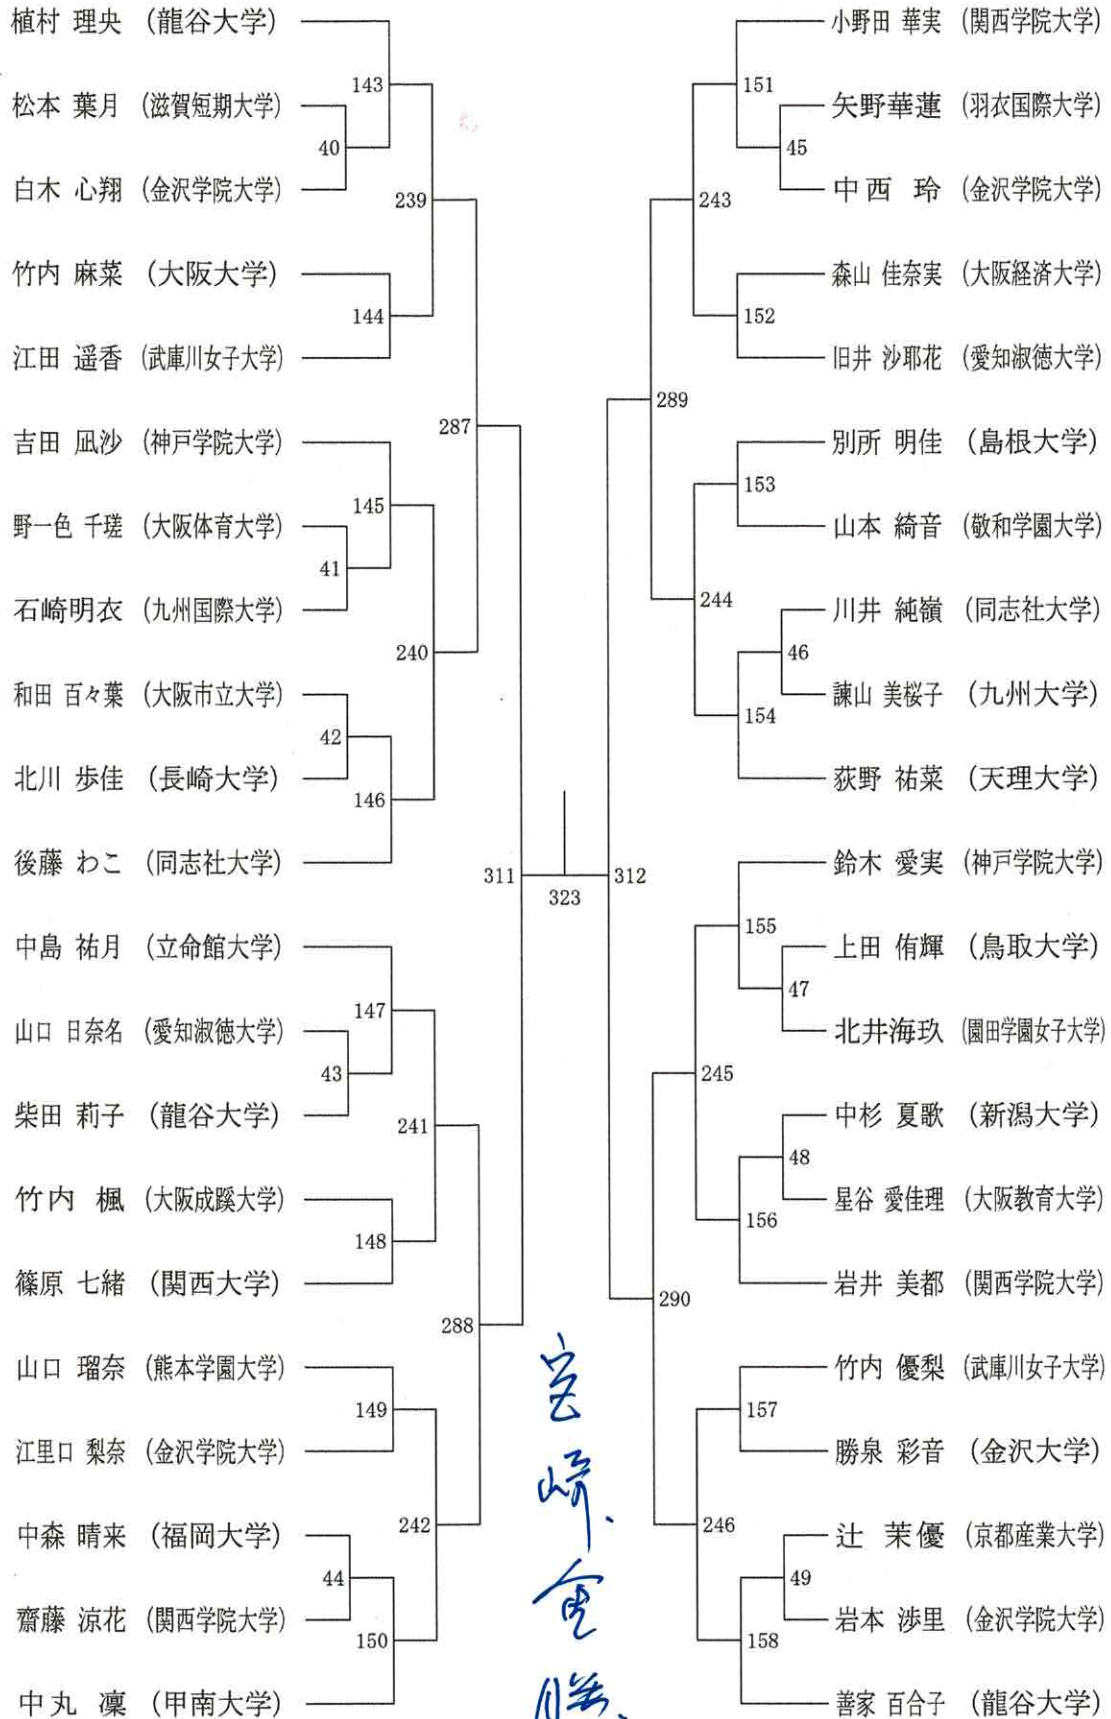 植村 理央 (龍谷大学)
143
松本 葉月 (滋賀短期大学)
40
白木 心翔 (金沢学院大学)
239
竹内 麻菜 (大阪大学)
144
江田 遥香 (武庫川女子大学)
287
吉田 凪沙 (神戸学院大学)
145
野一色 千瑳 (大阪体育大学)
41
石崎明衣 (九州国際大学)
240
和田 百々葉 (大阪市立大学)
42
北川 歩佳 (長崎大学)
146
後藤 わこ (同志社大学)
311
中島 祐月 (立命館大学)
147
山口 日奈名 (愛知淑徳大学)
43
柴田 莉子 (龍谷大学)
241
竹内 楓 (大阪成蹊大学)
148
篠原 七緒 (関西大学)
288
山口 瑠奈 (熊本学園大学)
149
江里口 梨奈 (金沢学院大学)
242
中森 晴来 (福岡大学)
44
齋藤 涼花 (関西学院大学)
150
中丸 凜 (甲南大学)
323
小野田 華実 (関西学院大学)
151
矢野華蓮 (羽衣国際大学)
45
中西 玲 (金沢学院大学)
243
森山 佳奈実 (大阪経済大学)
152
旧井 沙耶花 (愛知淑徳大学)
289
別所 明佳 (島根大学)
153
山本 綺音 (敬和学園大学)
244
川井 純嶺 (同志社大学)
46
諫山 美桜子 (九州大学)
154
荻野 祐菜 (天理大学)
312
鈴木 愛実 (神戸学院大学)
155
上田 侑輝 (鳥取大学)
47
北井海玖 (園田学園女子大学)
245
中杉 夏歌 (新潟大学)
48
星谷 愛佳理 (大阪教育大学)
156
岩井 美都 (関西学院大学)
290
竹内 優梨 (武庫川女子大学)
157
勝泉 彩音 (金沢大学)
246
辻 茉優 (京都産業大学)
49
岩本 渉里 (金沢学院大学)
158
善家 百合子 (龍谷大学)